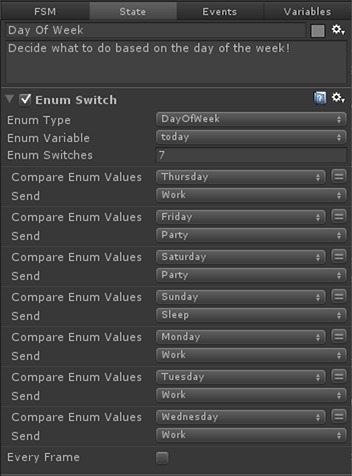 FSM State Events Variables
Day Of Week
Decide what to do based on the day of the week!
Enum Switch
Enum Type DayOfWeek
Enum Variable today
Enum Switches 7
Compare Enum Values Thursday
Send Work
Compare Enum Values Friday
Send Party
Compare Enum Values Saturday
Send Party
Compare Enum Values Sunday
Send Sleep
Compare Enum Values Monday
Send Work
Compare Enum Values Tuesday
Send Work
Compare Enum Values Wednesday
Send Work
Every Frame